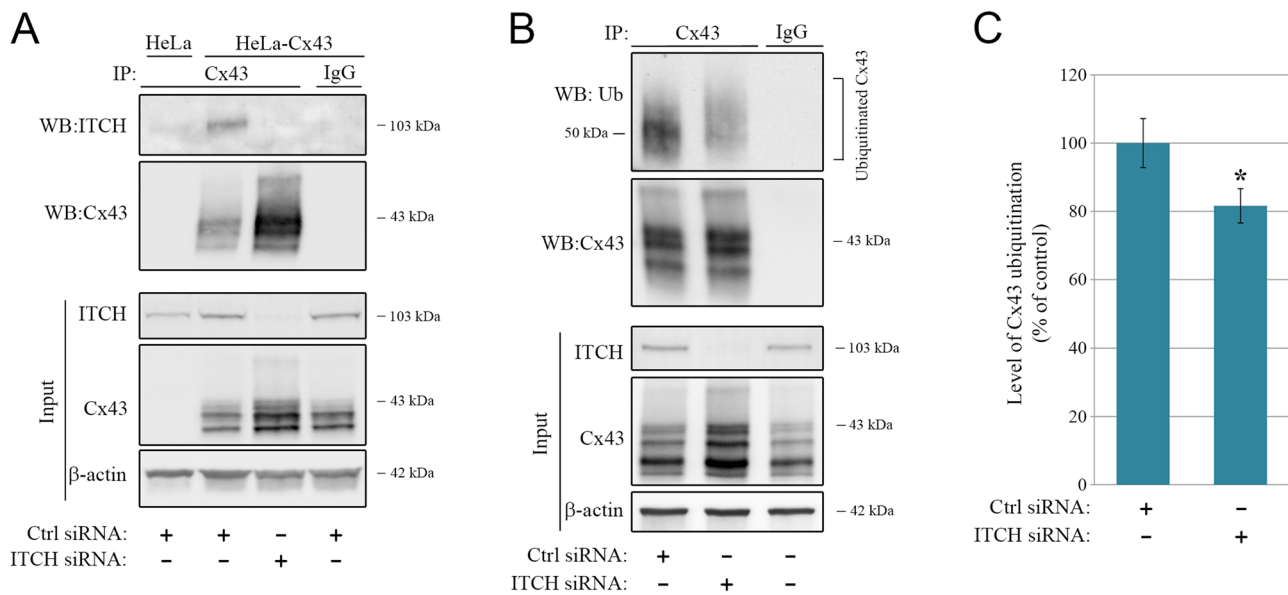 A
HeLa HeLa-Cx43
IP: Cx43 IgG
WB:ITCH – 103 kDa
WB:Cx43 – 43 kDa
Input
ITCH – 103 kDa
Cx43 – 43 kDa
β-actin – 42 kDa
Ctrl siRNA: + + – +
ITCH siRNA: – – + –
B
IP: Cx43 IgG
WB: Ub
50 kDa –
Ubiquitinated Cx43
WB:Cx43 – 43 kDa
Input
ITCH – 103 kDa
Cx43 – 43 kDa
β-actin – 42 kDa
Ctrl siRNA: + – –
ITCH siRNA: – + –
C
Level of Cx43 ubiquitination
(% of control)
120
100
80
60
40
20
0
*
Ctrl siRNA: + –
ITCH siRNA: – +